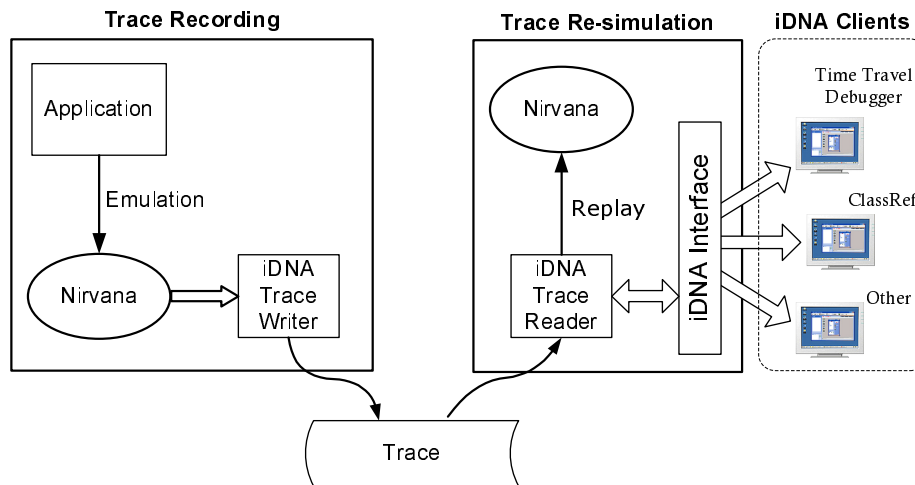 Trace Recording
Application
Emulation
Nirvana
iDNA
Trace
Writer
Trace Re-simulation
Nirvana
Replay
iDNA
Trace
Reader
iDNA Interface
iDNA Clients
Time Travel
Debugger
ClassRef
Other
Trace